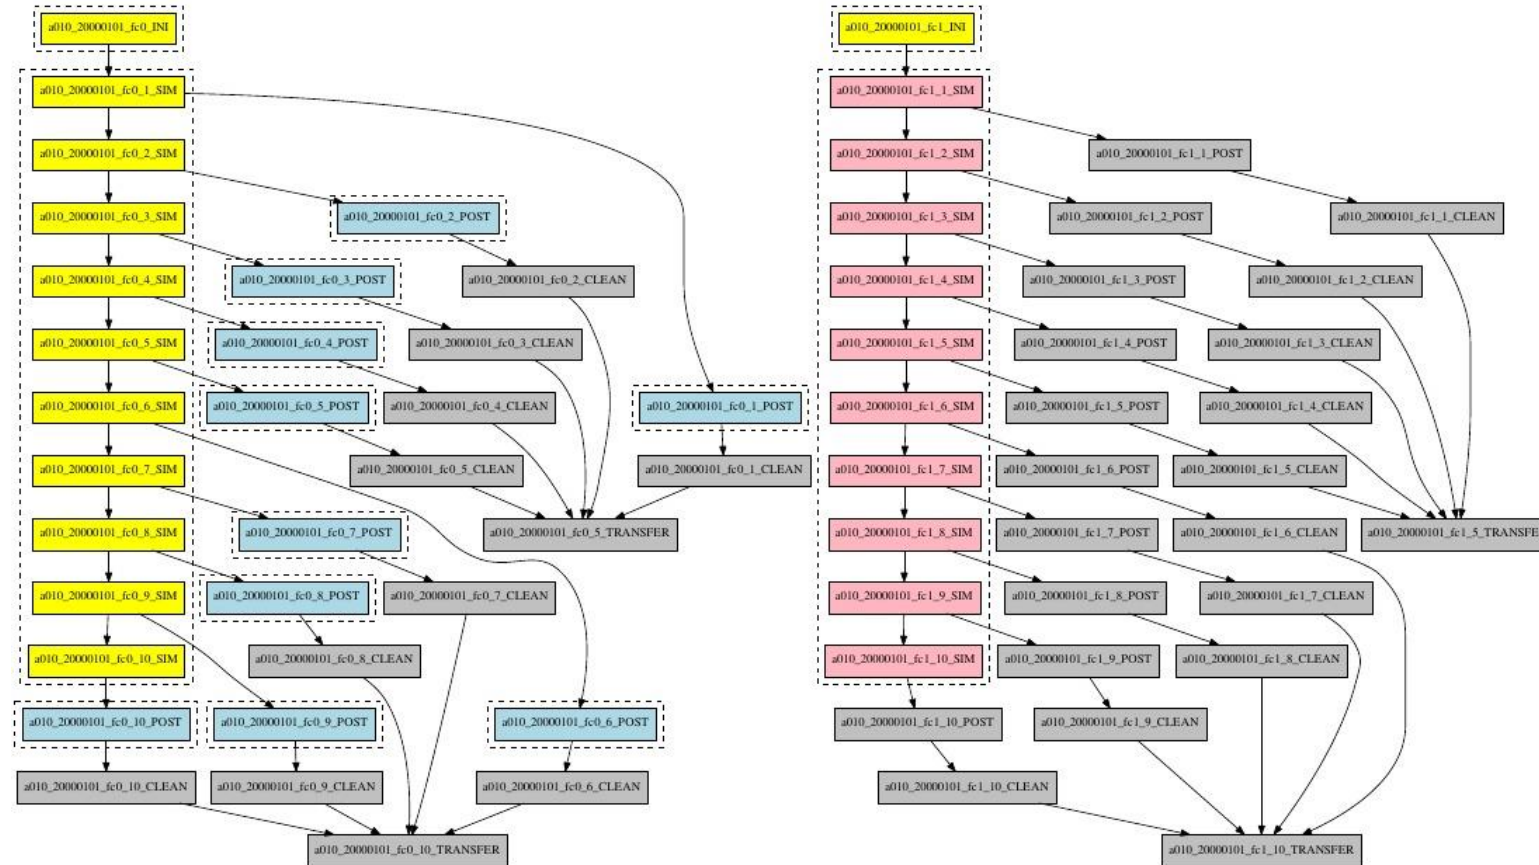 a010_20000101_fc0_INI
a010_20000101_fc0_1_SIM
a010_20000101_fc0_2_SIM
a010_20000101_fc0_3_SIM
a010_20000101_fc0_2_POST
a010_20000101_fc0_4_SIM
a010_20000101_fc0_3_POST
a010_20000101_fc0_2_CLEAN
a010_20000101_fc0_5_SIM
a010_20000101_fc0_4_POST
a010_20000101_fc0_3_CLEAN
a010_20000101_fc0_6_SIM
a010_20000101_fc0_5_POST
a010_20000101_fc0_4_CLEAN
a010_20000101_fc0_1_POST
a010_20000101_fc0_7_SIM
a010_20000101_fc0_5_CLEAN
a010_20000101_fc0_1_CLEAN
a010_20000101_fc0_8_SIM
a010_20000101_fc0_7_POST
a010_20000101_fc0_5_TRANSFER
a010_20000101_fc0_9_SIM
a010_20000101_fc0_8_POST
a010_20000101_fc0_7_CLEAN
a010_20000101_fc0_10_SIM
a010_20000101_fc0_8_CLEAN
a010_20000101_fc0_10_POST
a010_20000101_fc0_9_POST
a010_20000101_fc0_6_POST
a010_20000101_fc0_10_CLEAN
a010_20000101_fc0_9_CLEAN
a010_20000101_fc0_6_CLEAN
a010_20000101_fc0_10_TRANSFER
a010_20000101_fc1_INI
a010_20000101_fc1_1_SIM
a010_20000101_fc1_2_SIM
a010_20000101_fc1_1_POST
a010_20000101_fc1_3_SIM
a010_20000101_fc1_2_POST
a010_20000101_fc1_1_CLEAN
a010_20000101_fc1_4_SIM
a010_20000101_fc1_3_POST
a010_20000101_fc1_2_CLEAN
a010_20000101_fc1_5_SIM
a010_20000101_fc1_4_POST
a010_20000101_fc1_3_CLEAN
a010_20000101_fc1_6_SIM
a010_20000101_fc1_5_POST
a010_20000101_fc1_4_CLEAN
a010_20000101_fc1_7_SIM
a010_20000101_fc1_6_POST
a010_20000101_fc1_5_CLEAN
a010_20000101_fc1_8_SIM
a010_20000101_fc1_7_POST
a010_20000101_fc1_6_CLEAN
a010_20000101_fc1_5_TRANSFE
a010_20000101_fc1_9_SIM
a010_20000101_fc1_8_POST
a010_20000101_fc1_7_CLEAN
a010_20000101_fc1_10_SIM
a010_20000101_fc1_9_POST
a010_20000101_fc1_8_CLEAN
a010_20000101_fc1_10_POST
a010_20000101_fc1_9_CLEAN
a010_20000101_fc1_10_CLEAN
a010_20000101_fc1_10_TRANSFER